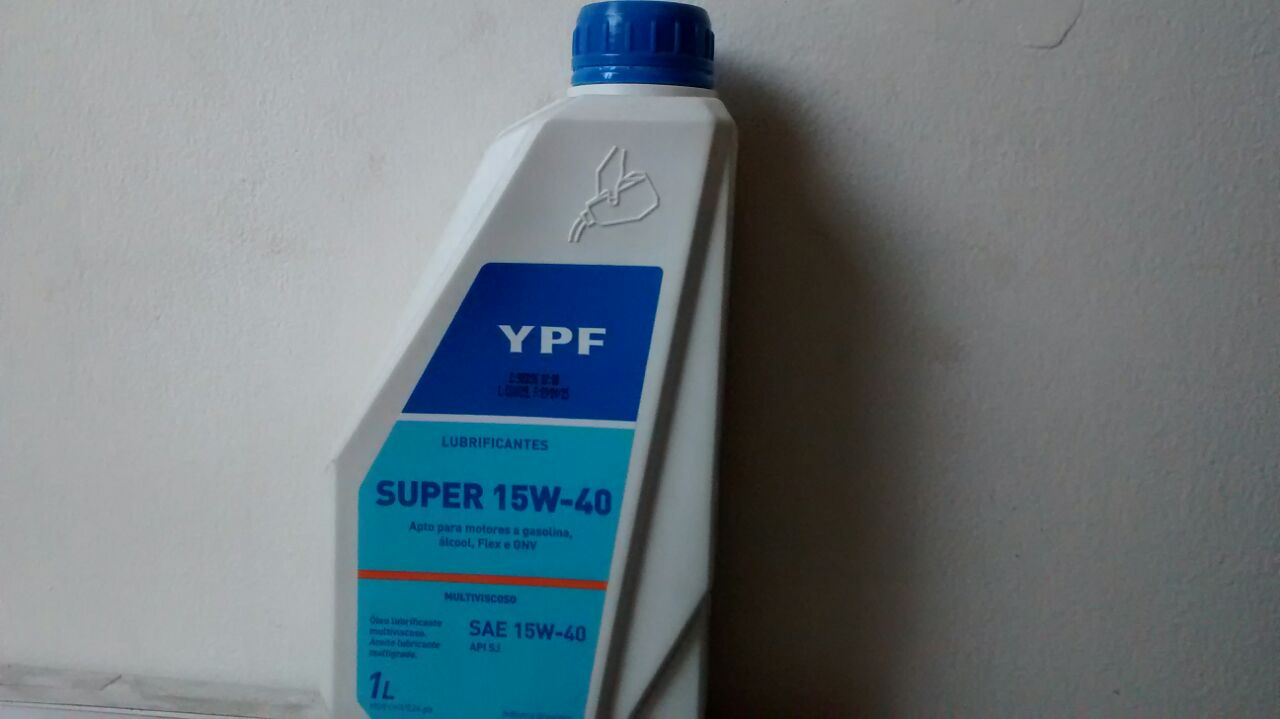 YPF
LUBRIFICANTES
SUPER 15W-40
Apto para motores a gasolina,
álcool, Flex e GNV
MULTIVISCOSO
Óleo lubrificante
multiviscoso.
Aceite lubricante
multigrado.
SAE 15W-40
API SJ
1L